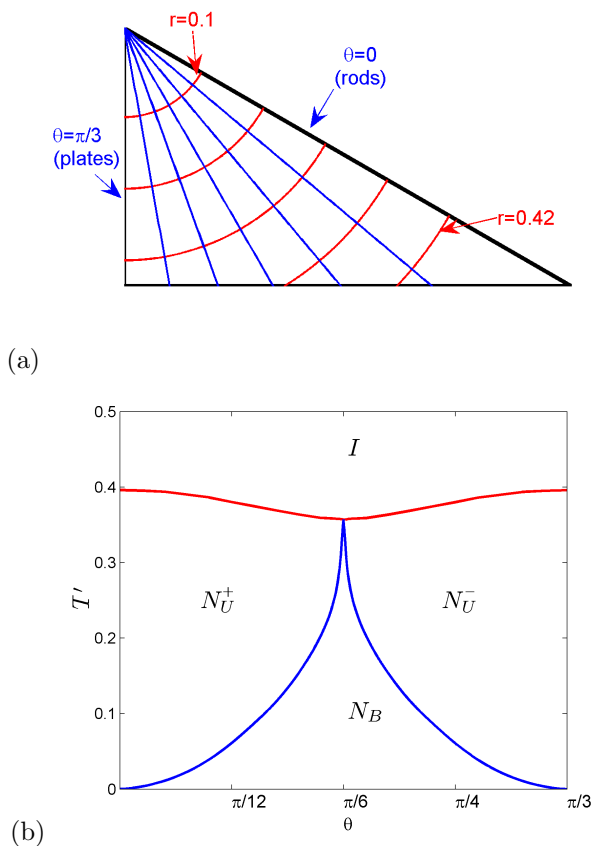 r=0.1
θ=0
(rods)
θ=π/3
(plates)
r=0.42
(a)
0.5
I
0.4
0.3
T′
N_U^+
N_U^-
0.2
0.1
N_B
0
π/12
π/6
π/4
π/3
θ
(b)